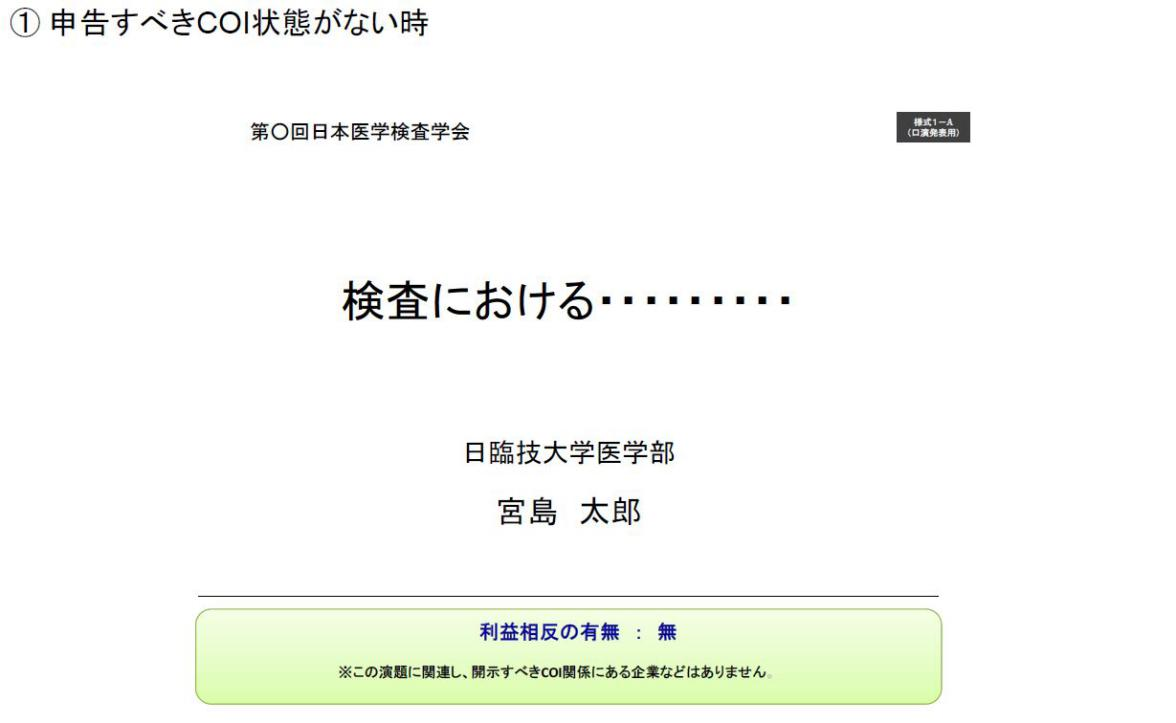 ① 申告すべきCOI状態がない時
第〇回日本医学検査学会
様式1－A
（口演発表用）
検査における・・・・・・・・・
日臨技大学医学部
宮島　太郎
利益相反の有無 ： 無
※この演題に関連し、開示すべきCOI関係にある企業などはありません。